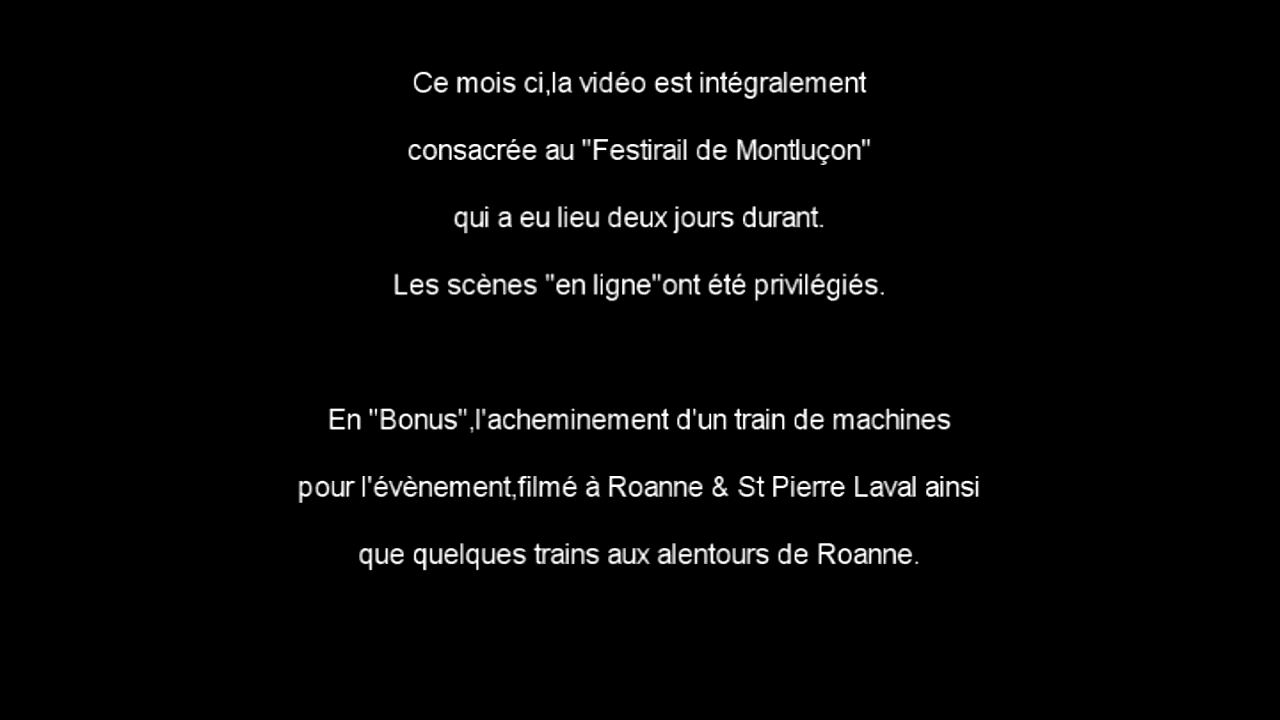 Ce mois ci,la vidéo est intégralement
consacrée au "Festirail de Montluçon"
qui a eu lieu deux jours durant.
Les scènes "en ligne"ont été privilégiés.
En "Bonus",l'acheminement d'un train de machines
pour l'évènement,filmé à Roanne & St Pierre Laval ainsi
que quelques trains aux alentours de Roanne.